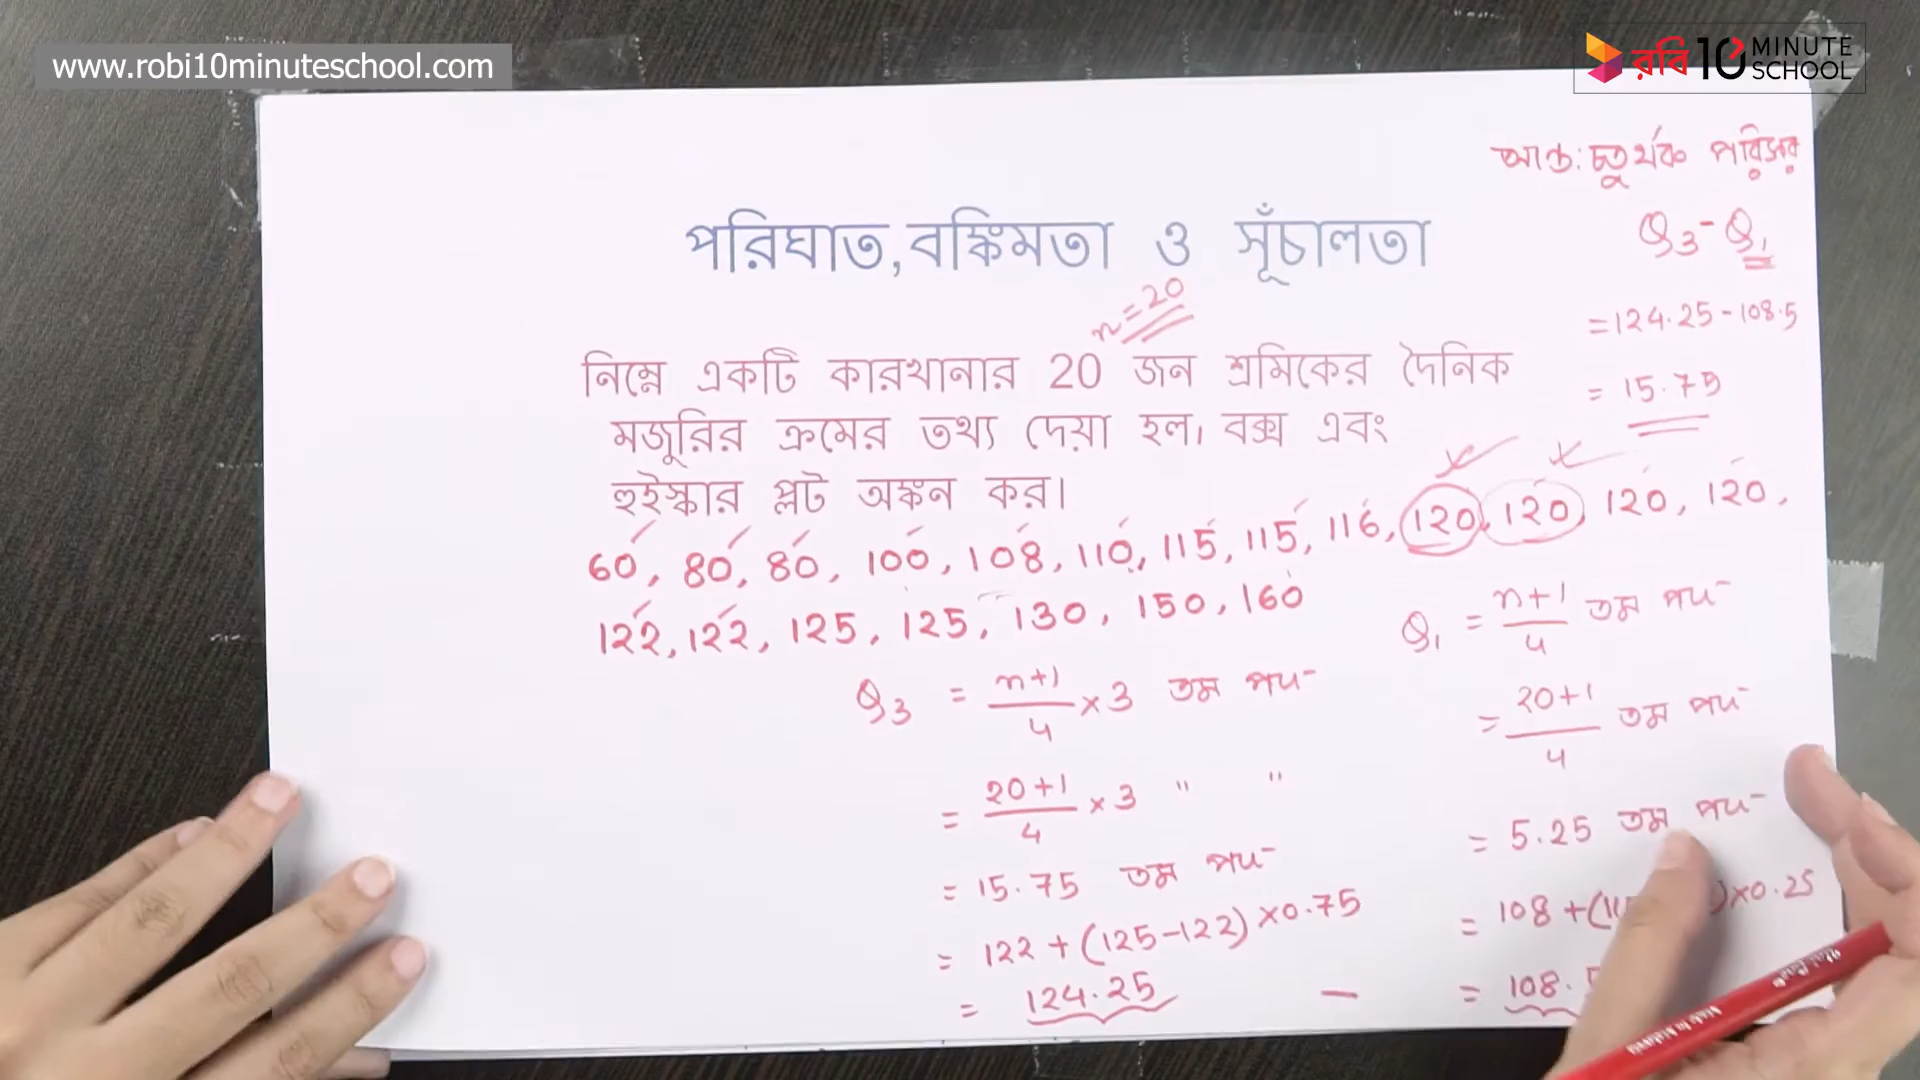 www.robi10minuteschool.com
রবি 10 MINUTE SCHOOL
আন্ত:চতুর্থক পরিসর
Q₃-Q₁
=124.25-108.5
= 15.75
পরিঘাত,বঙ্কিমতা ও সূঁচালতা
n=20
নিম্নে একটি কারখানার 20 জন শ্রমিকের দৈনিক
মজুরির ক্রমের তথ্য দেয়া হল। বক্স এবং
হুইস্কার প্লট অঙ্কন কর।
60, 80, 80, 100, 108, 110, 115, 115, 116, 120, 120, 120, 120,
122, 122, 125, 125, 130, 150, 160
Q₃ = n+1/4 ×3 তম পদ
= 20+1/4 ×3 " "
= 15.75 তম পদ
= 122 + (125-122) ×0.75
= 124.25 –
Q₁ = n+1/4 তম পদ
= 20+1/4 তম পদ
= 5.25 তম পদ
= 108 +( )×0.25
= 108.